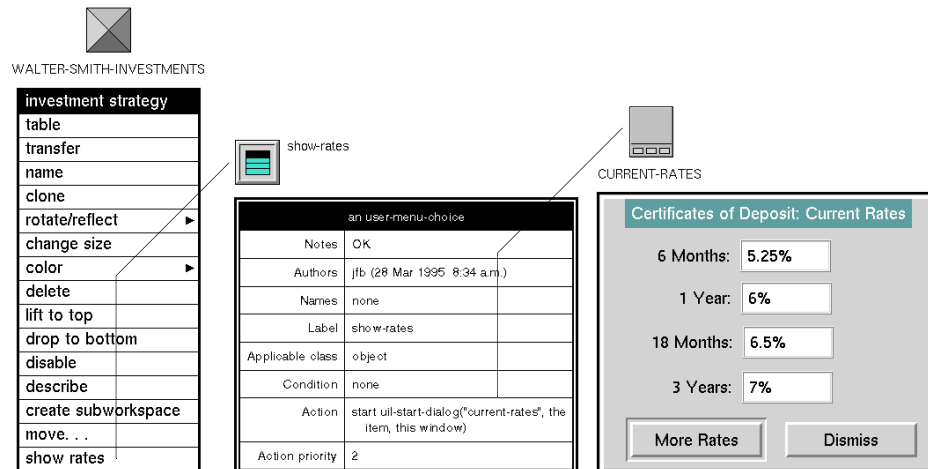 WALTER-SMITH-INVESTMENTS
investment strategy
table
transfer
name
clone
rotate/reflect
change size
color
delete
lift to top
drop to bottom
disable
describe
create subworkspace
move. . .
show rates
show-rates
an user-menu-choice
Notes OK
Authors jfb (28 Mar 1995 8:34 a.m.)
Names none
Label show-rates
Applicable class object
Condition none
Action start uil-start-dialog("current-rates", the
item, this window)
Action priority 2
CURRENT-RATES
Certificates of Deposit: Current Rates
6 Months: 5.25%
1 Year: 6%
18 Months: 6.5%
3 Years: 7%
More Rates Dismiss